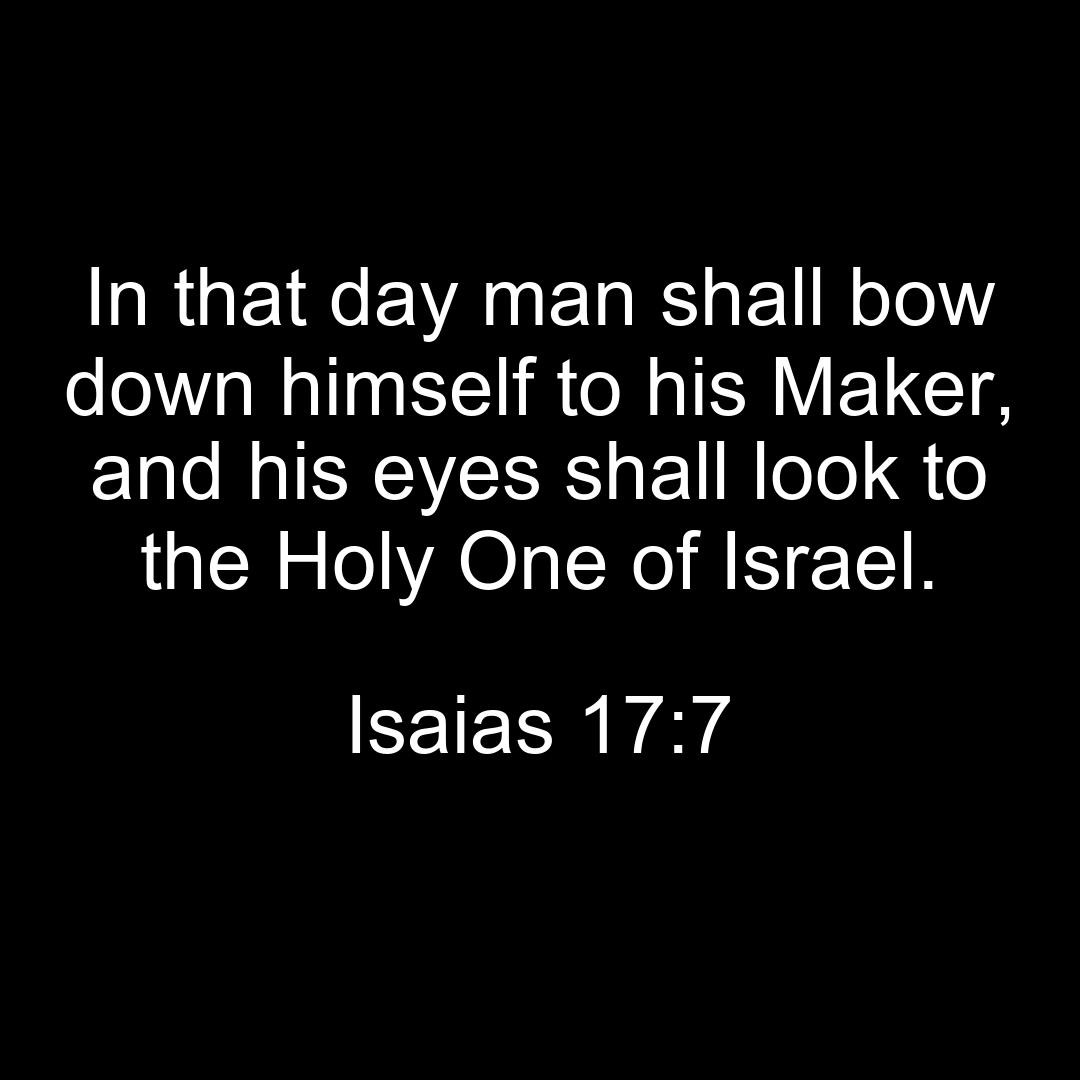 In that day man shall bow
down himself to his Maker,
and his eyes shall look to
the Holy One of Israel.
Isaias 17:7